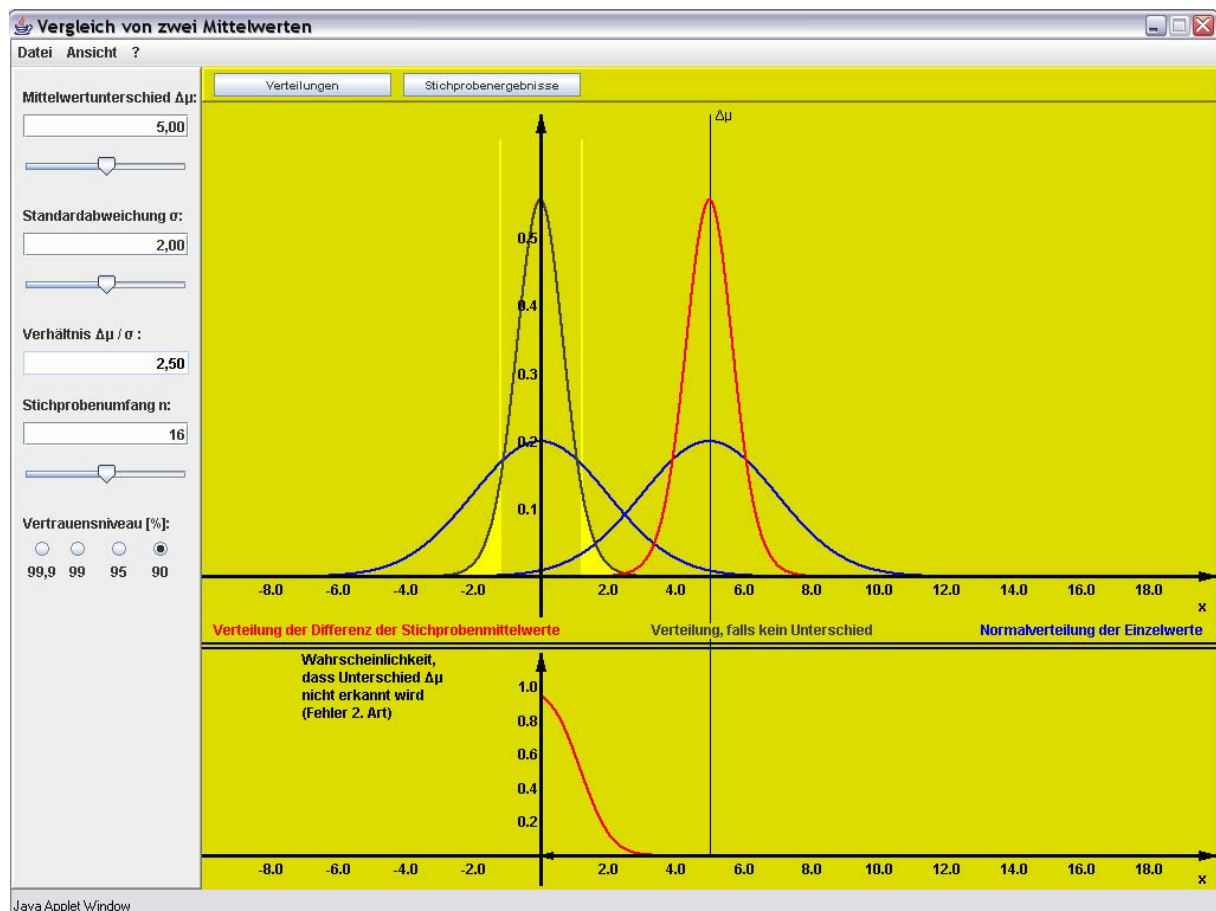 Vergleich von zwei Mittelwerten
Datei Ansicht ?
Mittelwertunterschied Δμ:
5,00
Standardabweichung σ:
2,00
Verhältnis Δμ / σ :
2,50
Stichprobenumfang n:
16
Vertrauensniveau [%]:
99,9 99 95 90
Verteilungen Stichprobenergebnisse
Δμ
0.5
0.4
0.3
0.2
0.1
-8.0 -6.0 -4.0 -2.0 2.0 4.0 6.0 8.0 10.0 12.0 14.0 16.0 18.0
x
Verteilung der Differenz der Stichprobenmittelwerte Verteilung, falls kein Unterschied Normalverteilung der Einzelwerte
Wahrscheinlichkeit,
dass Unterschied Δμ
nicht erkannt wird
(Fehler 2. Art)
1.0
0.8
0.6
0.4
0.2
-8.0 -6.0 -4.0 -2.0 2.0 4.0 6.0 8.0 10.0 12.0 14.0 16.0 18.0
x
Java Applet Window